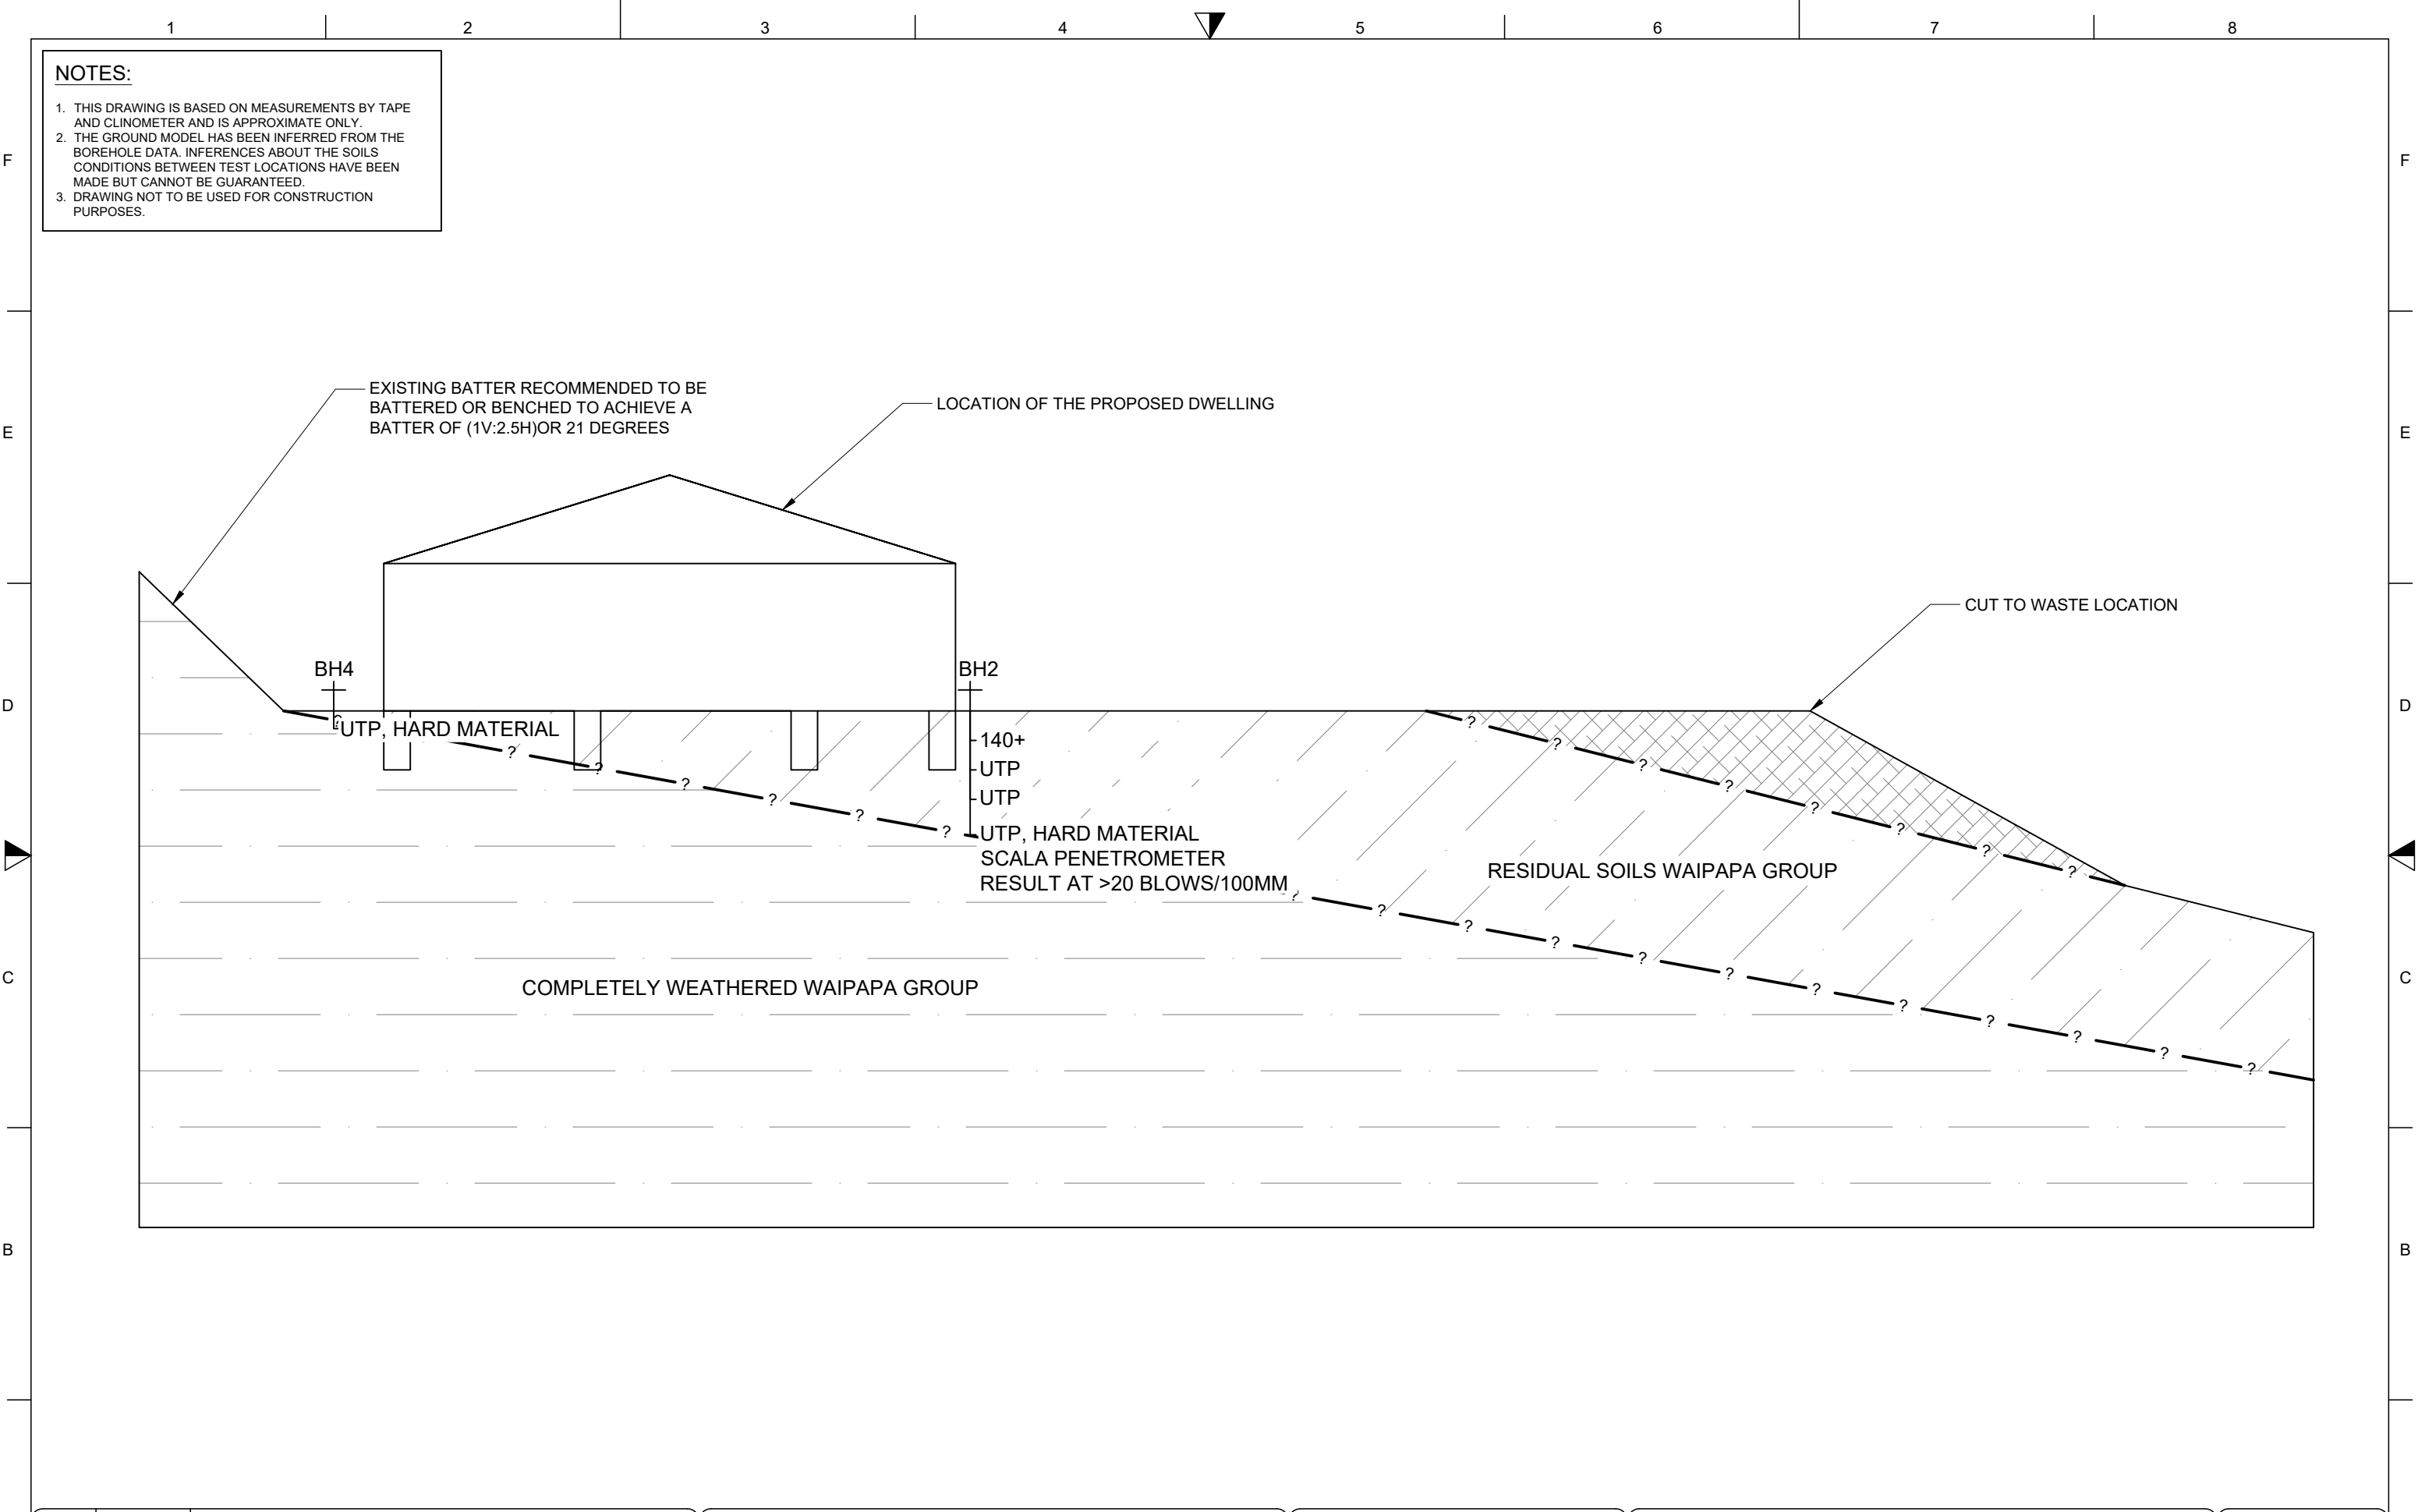 1 2 3 4 5 6 7 8
NOTES:
1. THIS DRAWING IS BASED ON MEASUREMENTS BY TAPE
AND CLINOMETER AND IS APPROXIMATE ONLY.
2. THE GROUND MODEL HAS BEEN INFERRED FROM THE
BOREHOLE DATA. INFERENCES ABOUT THE SOILS
CONDITIONS BETWEEN TEST LOCATIONS HAVE BEEN
MADE BUT CANNOT BE GUARANTEED.
3. DRAWING NOT TO BE USED FOR CONSTRUCTION
PURPOSES.
F F
EXISTING BATTER RECOMMENDED TO BE
BATTERED OR BENCHED TO ACHIEVE A
BATTER OF (1V:2.5H)OR 21 DEGREES
LOCATION OF THE PROPOSED DWELLING
E E
CUT TO WASTE LOCATION
BH4
BH2
D D
UTP, HARD MATERIAL
140+
UTP
UTP
UTP, HARD MATERIAL
SCALA PENETROMETER
RESULT AT >20 BLOWS/100MM
RESIDUAL SOILS WAIPAPA GROUP
? ? ? ? ? ? ? ?
? ? ? ? ? ? ? ? ? ? ? ? ? ? ? ? ? ? ?
C C
COMPLETELY WEATHERED WAIPAPA GROUP
B B